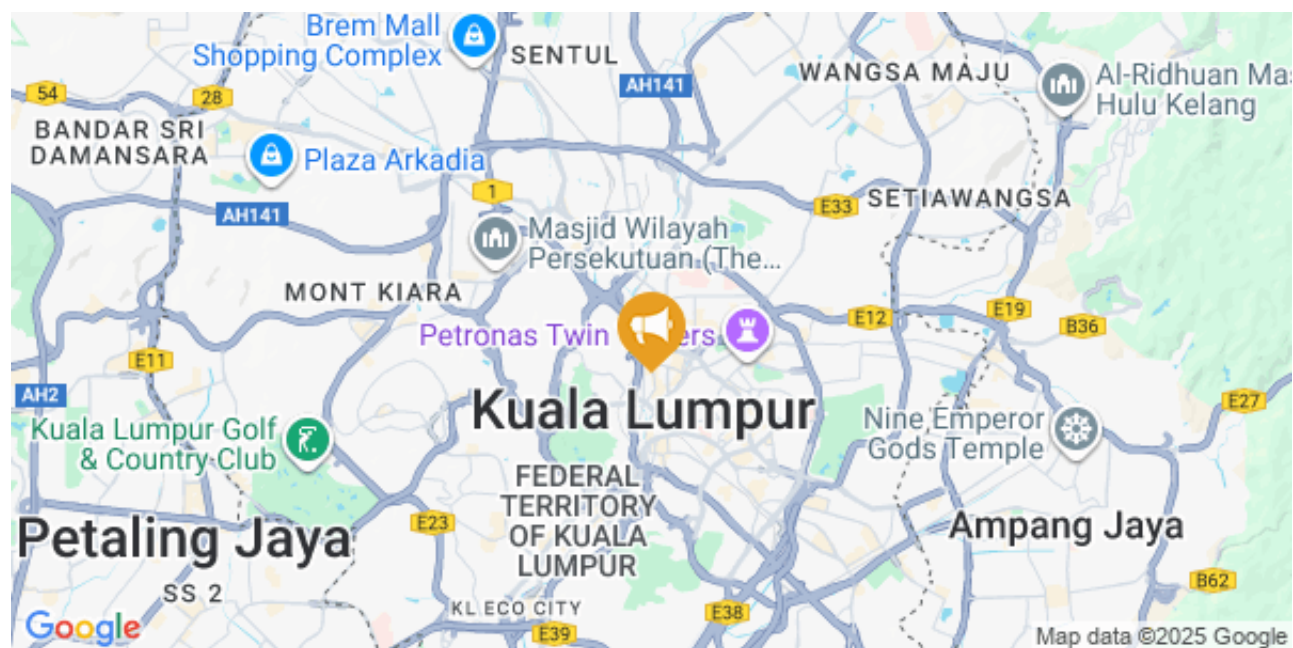 Brem Mall
Shopping Complex
SENTUL
WANGSA MAJU
AH141
Al-Ridhuan Mas
Hulu Kelang
54
28
BANDAR SRI
DAMANSARA
Plaza Arkadia
1
SETIAWANGSA
E33
AH141
Masjid Wilayah
Persekutuan (The...
MONT KIARA
E19
E12
B36
Petronas Twin
ers
E11
AH2
E27
Kuala Lumpur
Kuala Lumpur Golf
& Country Club
Nine Emperor
Gods Temple
FEDERAL
TERRITORY
OF KUALA
LUMPUR
E23
Petaling Jaya
Ampang Jaya
SS 2
B62
KL ECO CITY
E38
E39
Google
Map data ©2025 Google